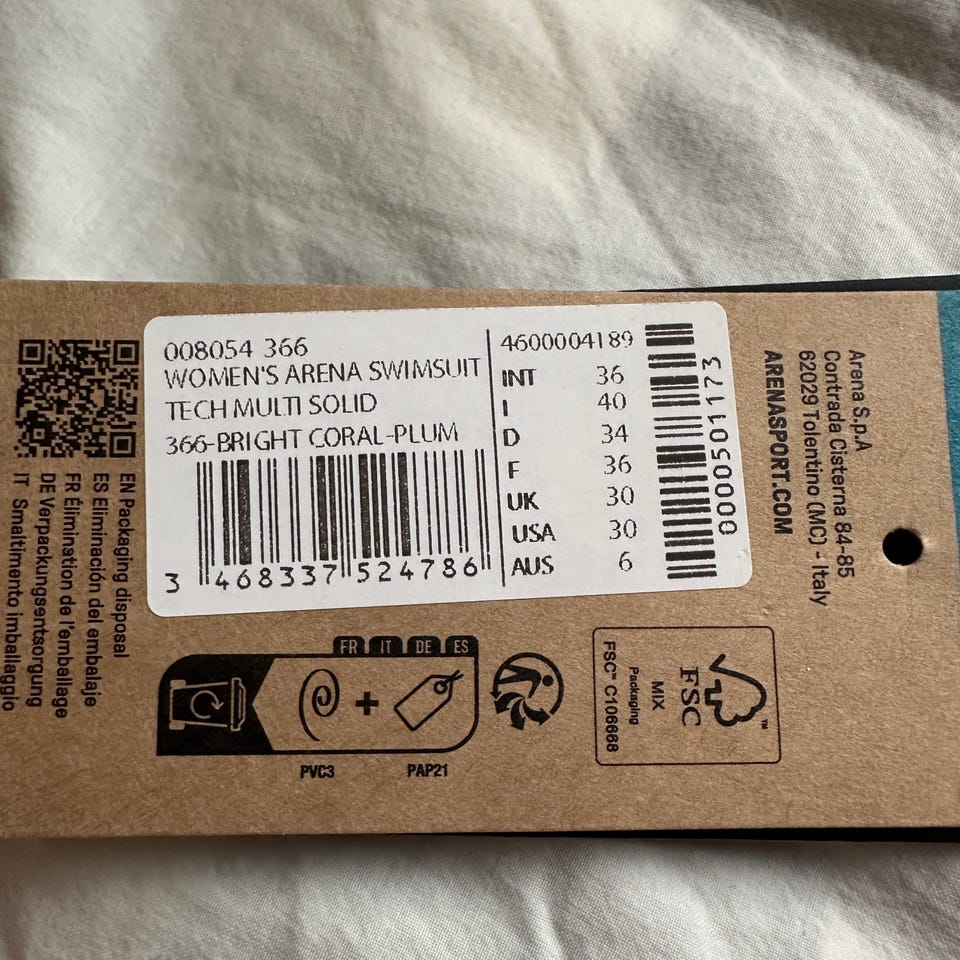 008054 366
WOMEN'S ARENA SWIMSUIT
TECH MULTI SOLID
366-BRIGHT CORAL-PLUM
3 468337 524786
4600004189
INT 36
I 40
D 34
F 36
UK 30
USA 30
AUS 6
0000501173
Arena S.p.A
Contrada Cisterna 84-85
62029 Tolentino (MC) - Italy
ARENASPORT.COM
EN Packaging disposal
ES Eliminación del embalaje
FR Éliminstion de l'emballage
DE Verpackungsentsorgung
IT Smaltimento imballaggio
FR IT DE ES
+
PVC3 PAP21
FSC
™
MIX
Packaging
FSC™ C106668